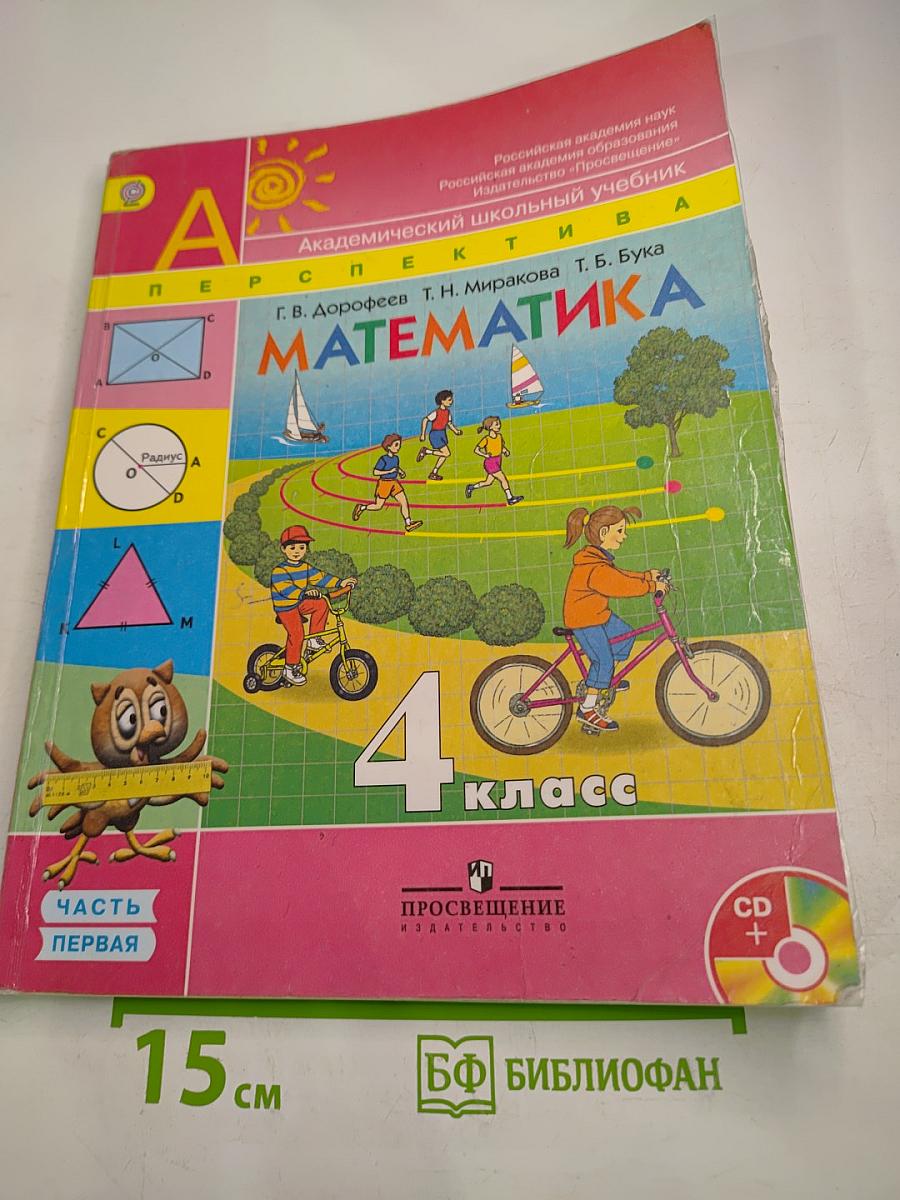 Российская академия наук
Российская академия образования
Издательство «Просвещение»
Академический школьный учебник
А
ПЕРСПЕКТИВА
Г. В. Дорофеев Т. Н. Миракова Т. Б. Бука
МАТЕМАТИКА
B C
O
A D
C
Радиус
O A
D
L
K M
4 класс
ЧАСТЬ
ПЕРВАЯ
ПРОСВЕЩЕНИЕ
ИЗДАТЕЛЬСТВО
CD
+
15 см
БФ БИБЛИОФАН